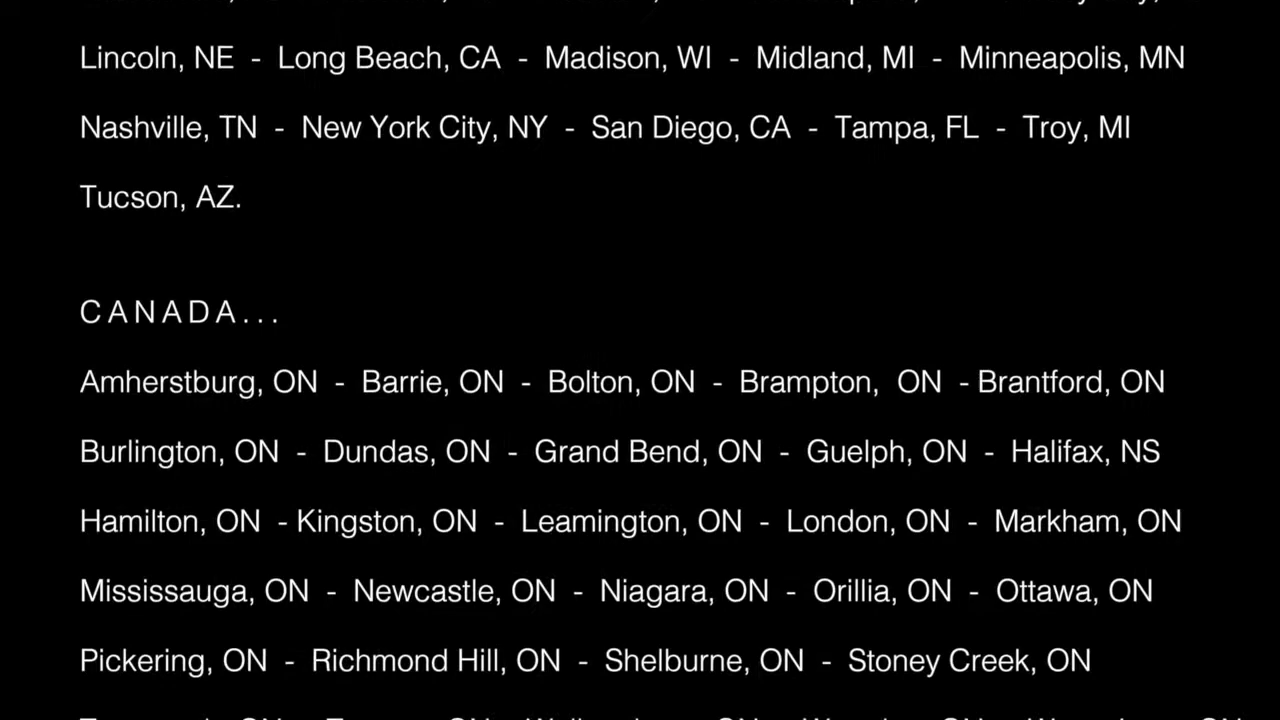 Lincoln, NE - Long Beach, CA - Madison, WI - Midland, MI - Minneapolis, MN
Nashville, TN - New York City, NY - San Diego, CA - Tampa, FL - Troy, MI
Tucson, AZ.
CANADA...
Amherstburg, ON - Barrie, ON - Bolton, ON - Brampton, ON - Brantford, ON
Burlington, ON - Dundas, ON - Grand Bend, ON - Guelph, ON - Halifax, NS
Hamilton, ON - Kingston, ON - Leamington, ON - London, ON - Markham, ON
Mississauga, ON - Newcastle, ON - Niagara, ON - Orillia, ON - Ottawa, ON
Pickering, ON - Richmond Hill, ON - Shelburne, ON - Stoney Creek, ON